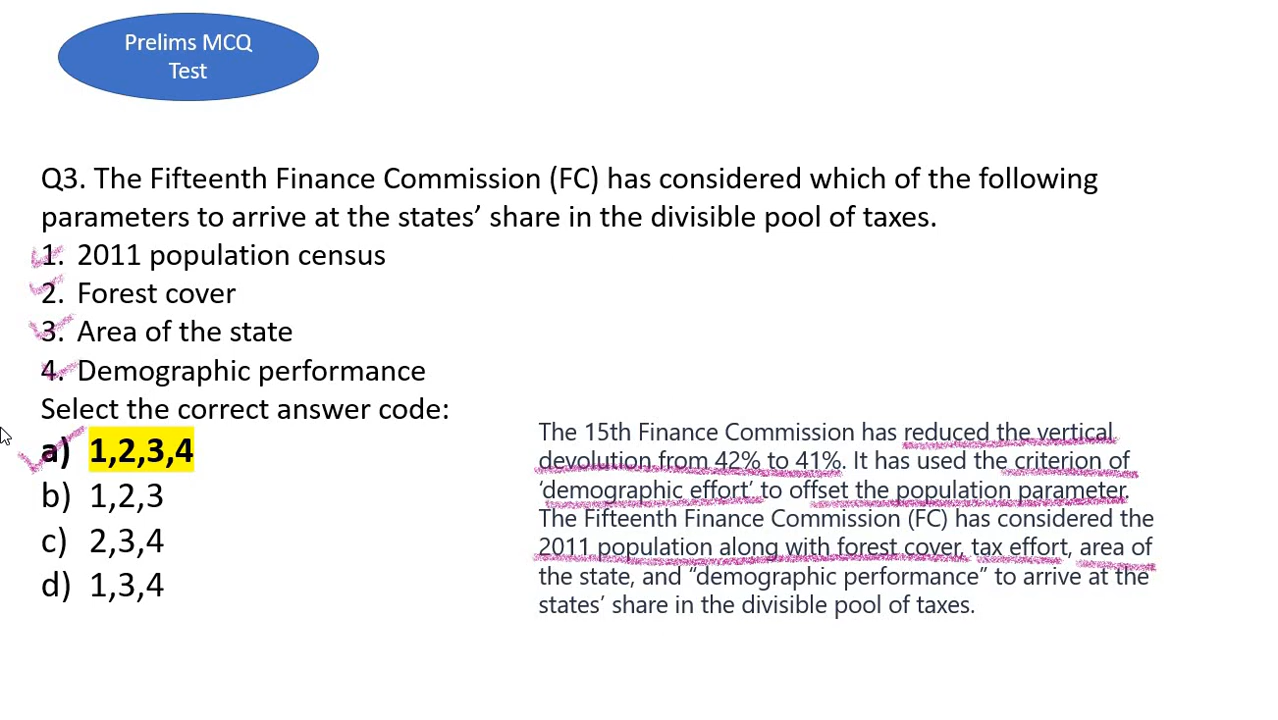 Prelims MCQ
Test
Q3. The Fifteenth Finance Commission (FC) has considered which of the following
parameters to arrive at the states’ share in the divisible pool of taxes.
1. 2011 population census
2. Forest cover
3. Area of the state
4. Demographic performance
Select the correct answer code:
a) 1,2,3,4
b) 1,2,3
c) 2,3,4
d) 1,3,4
The 15th Finance Commission has reduced the vertical
devolution from 42% to 41%. It has used the criterion of
‘demographic effort’ to offset the population parameter.
The Fifteenth Finance Commission (FC) has considered the
2011 population along with forest cover, tax effort, area of
the state, and “demographic performance” to arrive at the
states’ share in the divisible pool of taxes.